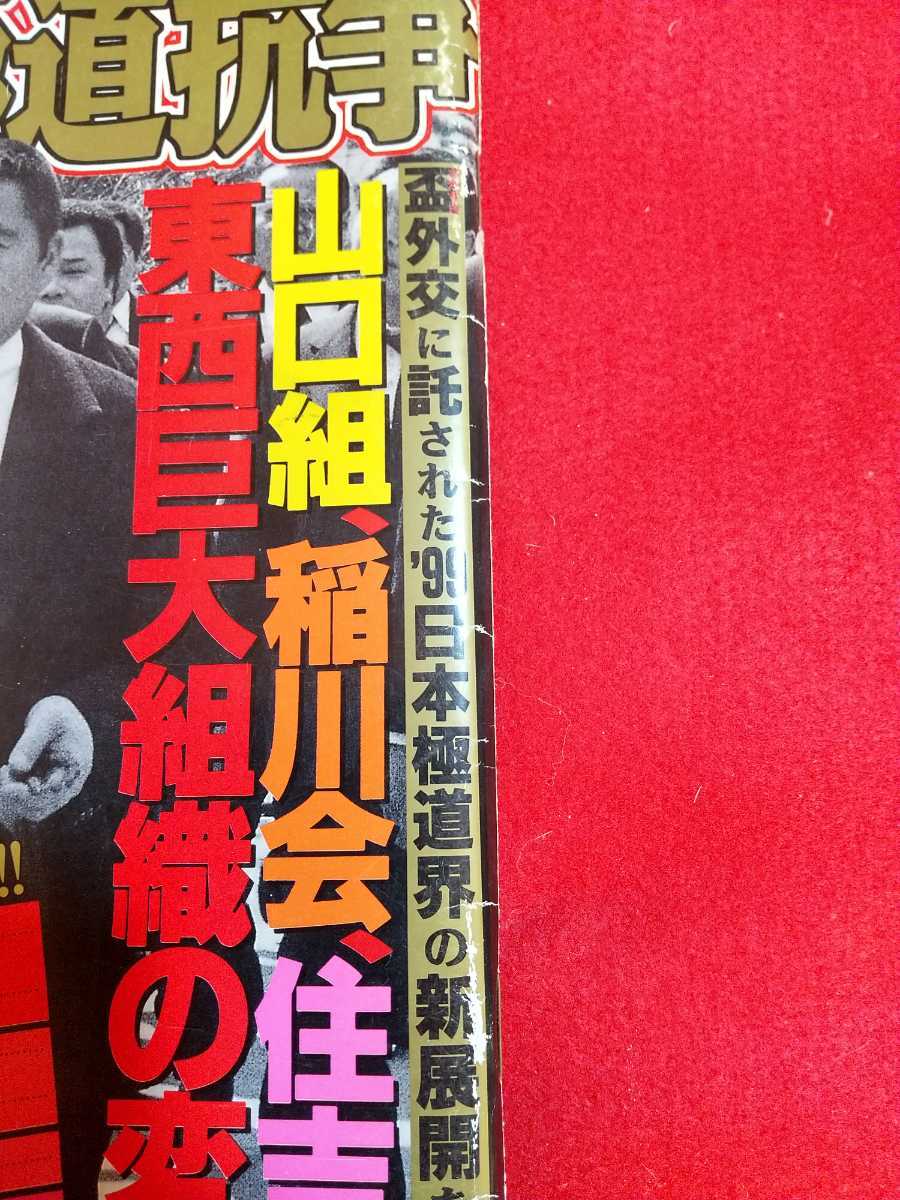 道抗争
盃外交に託された'99日本極道界の新展開
山口組、稲川会、住吉
東西巨大組織の変
!!